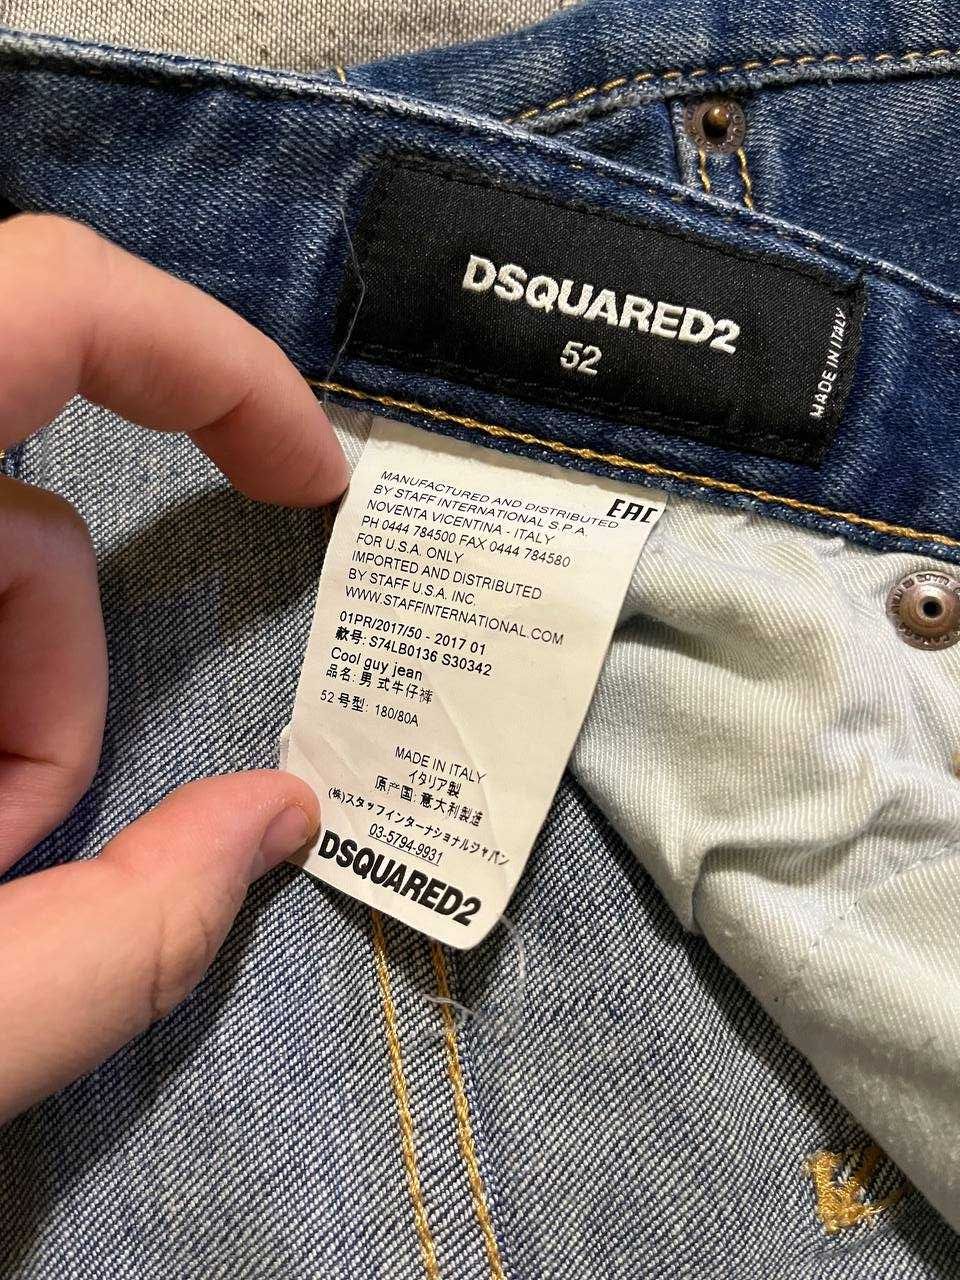 DSQUARED2
52
MADE IN ITALY
MANUFACTURED AND DISTRIBUTED
BY STAFF INTERNATIONAL S.P.A.
NOVENTA VICENTINA - ITALY
PH 0444 784500 FAX 0444 784580
FOR U.S.A. ONLY
IMPORTED AND DISTRIBUTED
BY STAFF U.S.A. INC.
WWW.STAFFINTERNATIONAL.COM
EAC
01PR/2017/50 - 2017 01
款号: S74LB0136 S30342
Cool guy jean
品名: 男式牛仔裤
52 号型: 180/80A
MADE IN ITALY
イタリア製
原产国: 意大利製造
(株)スタッフインターナショナルジャパン
03-5794-9931
DSQUARED2